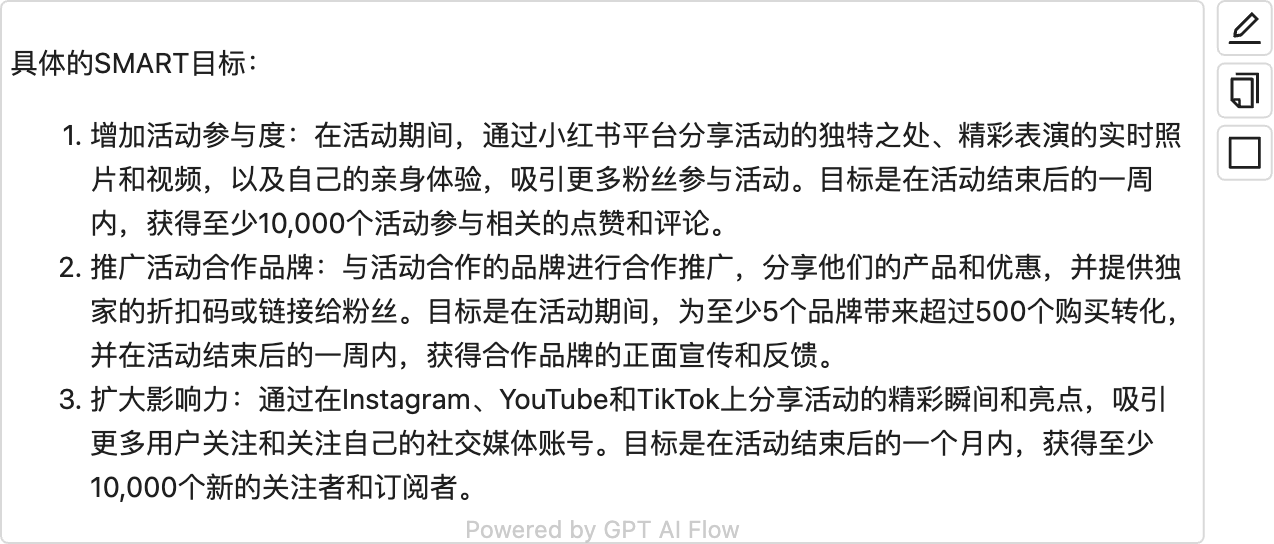 具体的SMART目标：
1. 增加活动参与度：在活动期间，通过小红书平台分享活动的独特之处、精彩表演的实时照
片和视频，以及自己的亲身体验，吸引更多粉丝参与活动。目标是在活动结束后的一周
内，获得至少10,000个活动参与相关的点赞和评论。
2. 推广活动合作品牌：与活动合作的品牌进行合作推广，分享他们的产品和优惠，并提供独
家的折扣码或链接给粉丝。目标是在活动期间，为至少5个品牌带来超过500个购买转化，
并在活动结束后的一周内，获得合作品牌的正面宣传和反馈。
3. 扩大影响力：通过在Instagram、YouTube和TikTok上分享活动的精彩瞬间和亮点，吸引
更多用户关注和关注自己的社交媒体账号。目标是在活动结束后的一个月内，获得至少
10,000个新的关注者和订阅者。
Powered by GPT AI Flow